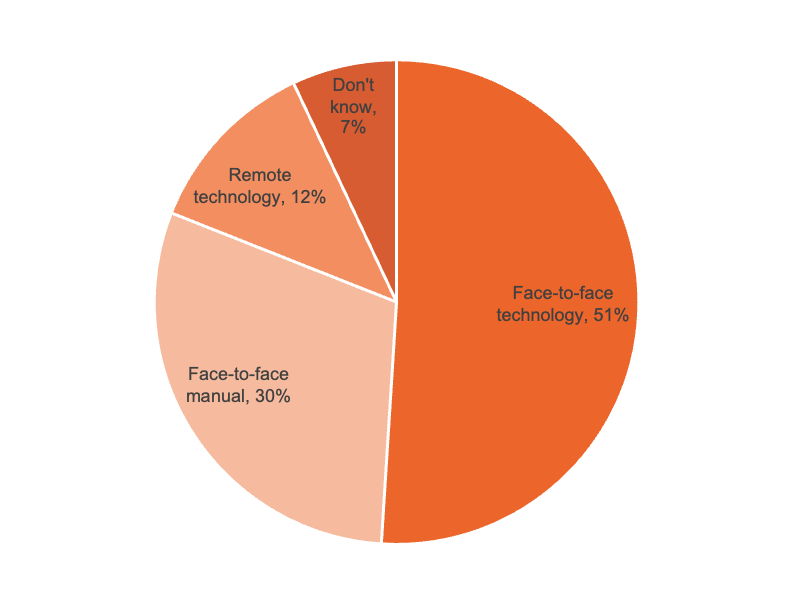 Don't
know,
7%
Remote
technology, 12%
Face-to-face
technology, 51%
Face-to-face
manual, 30%